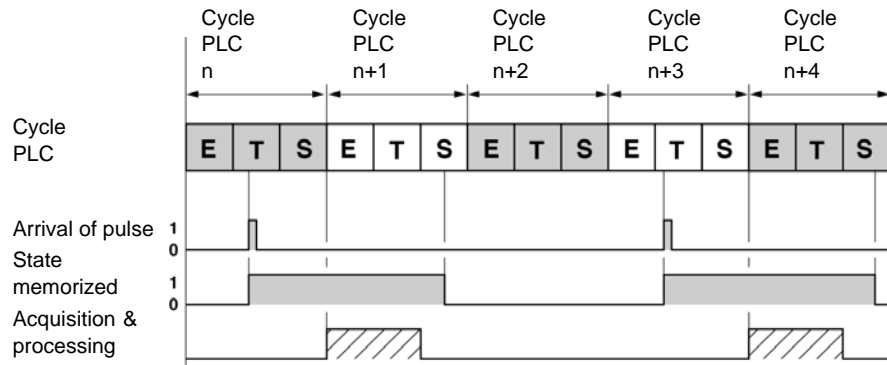 Cycle Cycle Cycle Cycle Cycle
PLC PLC PLC PLC PLC
n n+1 n+2 n+3 n+4
Cycle
PLC
E T S E T S E T S E T S E T S
Arrival of pulse 1
0
State
memorized 1
0
Acquisition &
processing